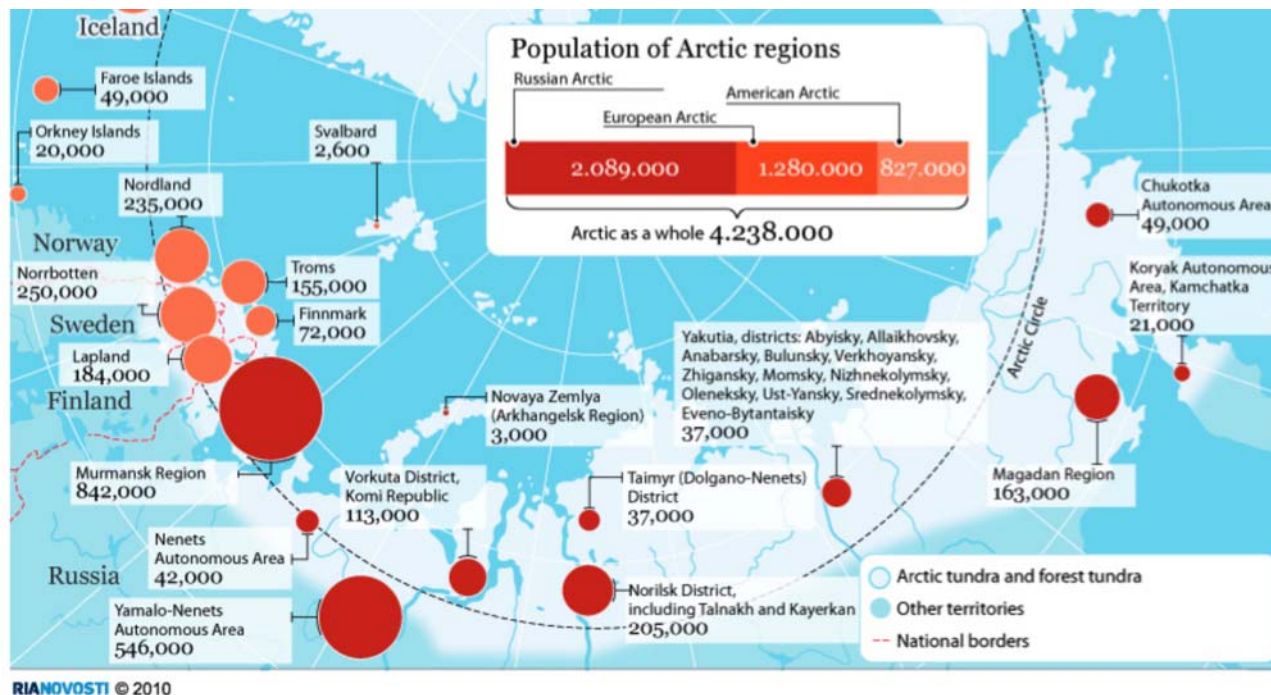 Iceland
Faroe Islands
49,000
Orkney Islands
20,000
Svalbard
2,600
Nordland
235,000
Norway
Norrbotten
250,000
Troms
155,000
Sweden
Finnmark
72,000
Lapland
184,000
Finland
Murmansk Region
842,000
Nenets
Autonomous Area
42,000
Russia
Yamalo-Nenets
Autonomous Area
546,000
Vorkuta District,
Komi Republic
113,000
Novaya Zemlya
(Arkhangelsk Region)
3,000
Taimyr (Dolgano-Nenets)
District
37,000
Norilsk District,
including Talnakh and Kayerkan
205,000
Yakutia, districts: Abyisky, Allaikhovsky,
Anabarsky, Bulunsky, Verkhoyansky,
Zhigansky, Momsky, Nizhnekolymsky,
Oleneksky, Ust-Yansky, Srednekolymsky,
Eveno-Bytantaisky
37,000
Population of Arctic regions
Russian Arctic
American Arctic
European Arctic
2.089.000 1.280.000 827.000
Arctic as a whole 4.238.000
Arctic Circle
Chukotka
Autonomous Area
49,000
Koryak Autonomous
Area, Kamchatka
Territory
21,000
Magadan Region
163,000
Arctic tundra and forest tundra
Other territories
National borders
RIANOVOSTI © 2010